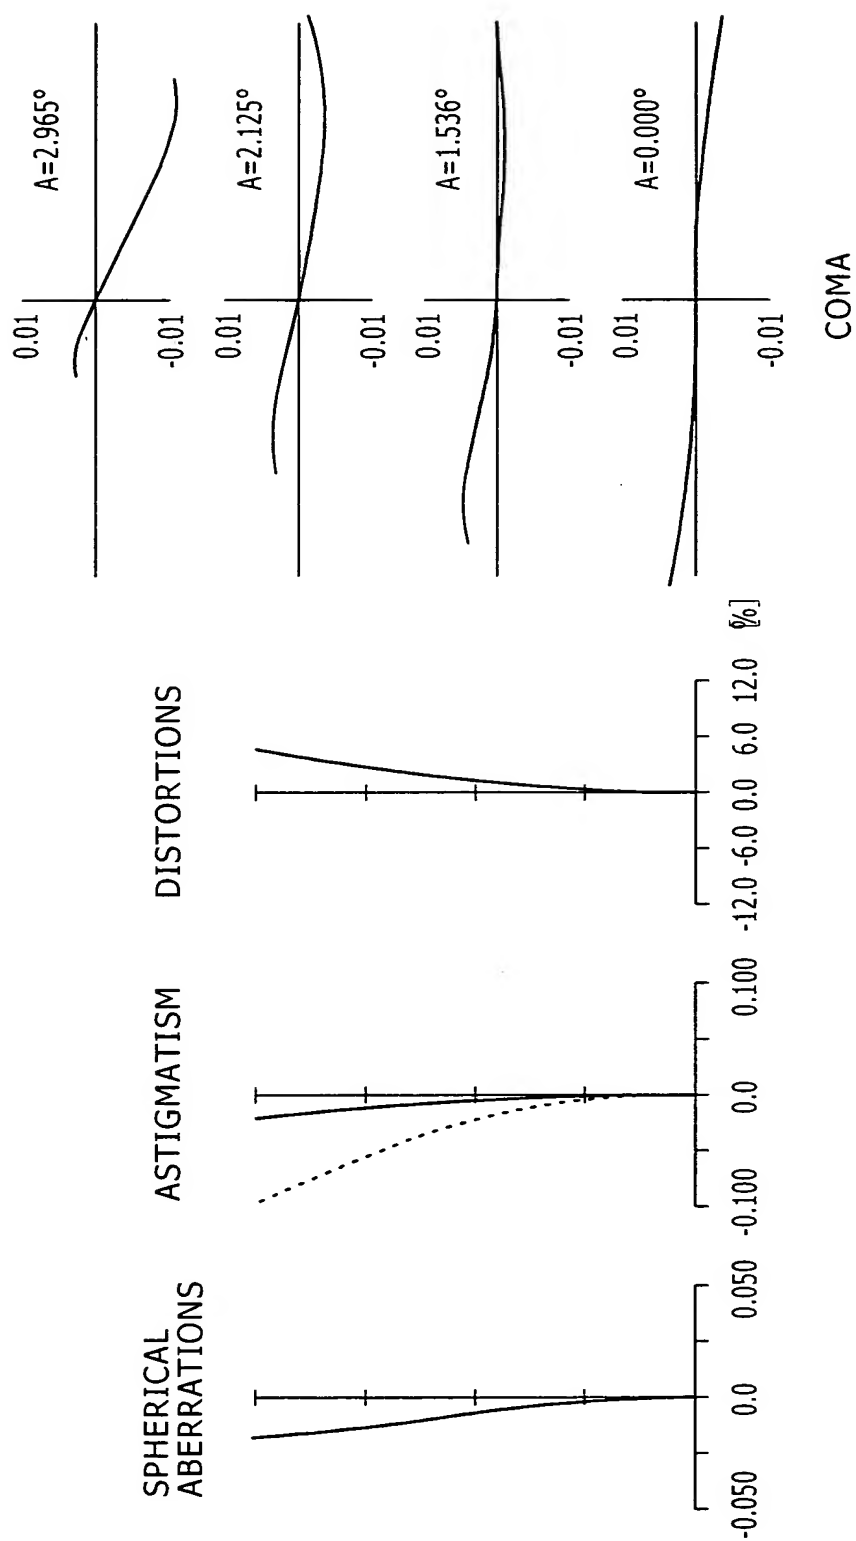 SPHERICAL
ABERRATIONS
-0.050 0.0 0.050
ASTIGMATISM
-0.100 0.0 0.100
DISTORTIONS
-12.0 -6.0 0.0 6.0 12.0 [%]
0.01
A=2.965°
-0.01
0.01
A=2.125°
-0.01
0.01
A=1.536°
-0.01
0.01
A=0.000°
-0.01
COMA